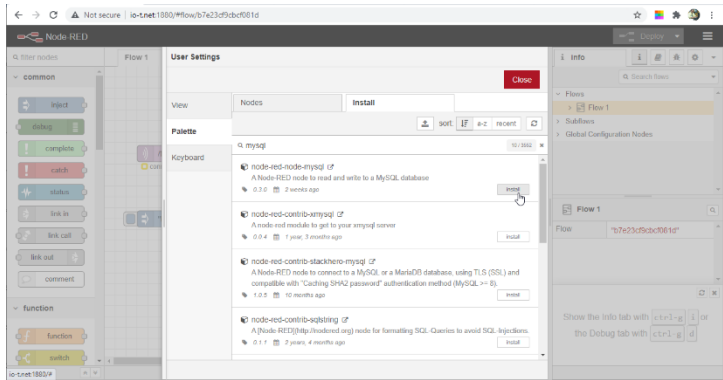 Not secure | io-t.net:1880/#flow/b7e23cf9cbcf081d
Node-RED
Deploy
filter nodes
common
inject
debug
complete
catch
status
link in
link call
link out
comment
function
function
switch
io-t.net:1880/#
Flow 1
User Settings
Close
View
Palette
Keyboard
Nodes
Install
sort: a-z recent
mysql
node-red-node-mysql
A Node-RED node to read and write to a MySQL database
0.3.0 2 weeks ago
install
node-red-contrib-xmysql
A node-red module to get to your xmysql server
0.0.4 1 year, 3 months ago
install
node-red-contrib-stackhero-mysql
A Node-RED node to connect to a MySQL or a MariaDB database, using TLS (SSL) and
compatible with "Caching SHA2 password" authentication method (MySQL >= 8).
1.0.5 10 months ago
install
node-red-contrib-sqlstring
A [Node-RED](http://nodered.org) node for formatting SQL-Queries to avoid SQL-Injections.
0.1.1 3 years, 4 months ago
install
info
Search flows
Flows
Flow 1
Subflows
Global Configuration Nodes
Flow 1
Flow "b7e23cf9cbcf081d"
Show the Info tab with ctrl-g i or
the Debug tab with ctrl-g d